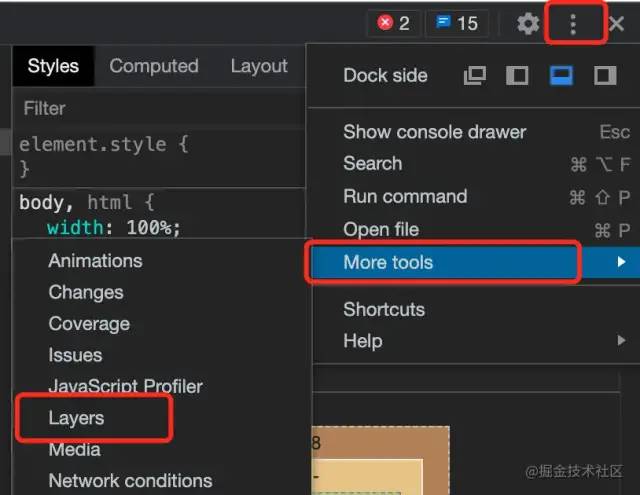 2 15
Styles Computed Layout
Filter
element.style {
}
body, html {
width: 100%;
Dock side
Show console drawer Esc
Search ⌘ ⌥ F
Run command ⌘ ⇧ P
Open file ⌘ P
More tools
Shortcuts
Help
Animations
Changes
Coverage
Issues
JavaScript Profiler
Layers
Media
Network conditions
8
-
@掘金技术社区